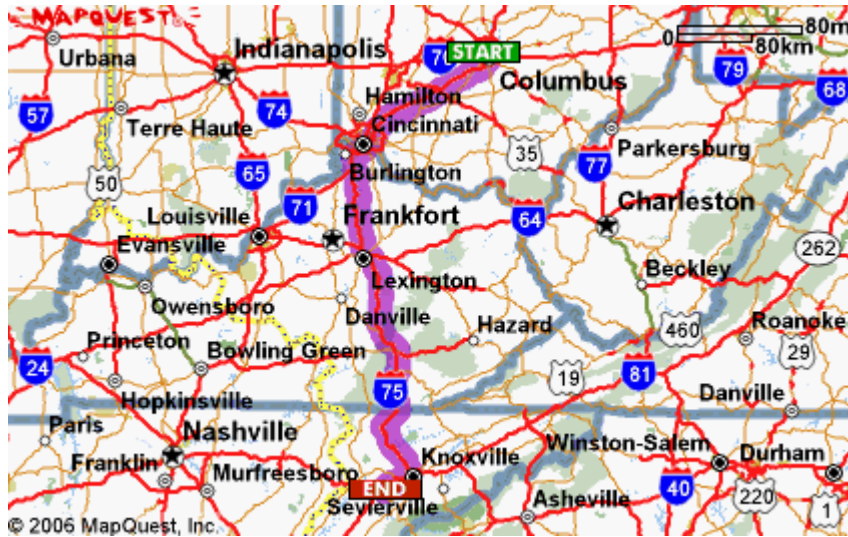 MAPQUEST
80mi
0
80km
Urbana
Indianapolis
70
START
Columbus
79
68
57
74
Hamilton
Terre Haute
Cincinnati
35
Parkersburg
50
65
Burlington
77
71
Louisville
Frankfort
64
Charleston
Evansville
262
Lexington
Beckley
Owensboro
Danville
Hazard
460
Roanoke
Princeton
Bowling Green
24
29
75
19
81
Hopkinsville
Danville
Paris
Nashville
Winston-Salem
Durham
Franklin
Knoxville
Murfreesboro
END
40
220
Sevierville
Asheville
1
© 2006 MapQuest, Inc.